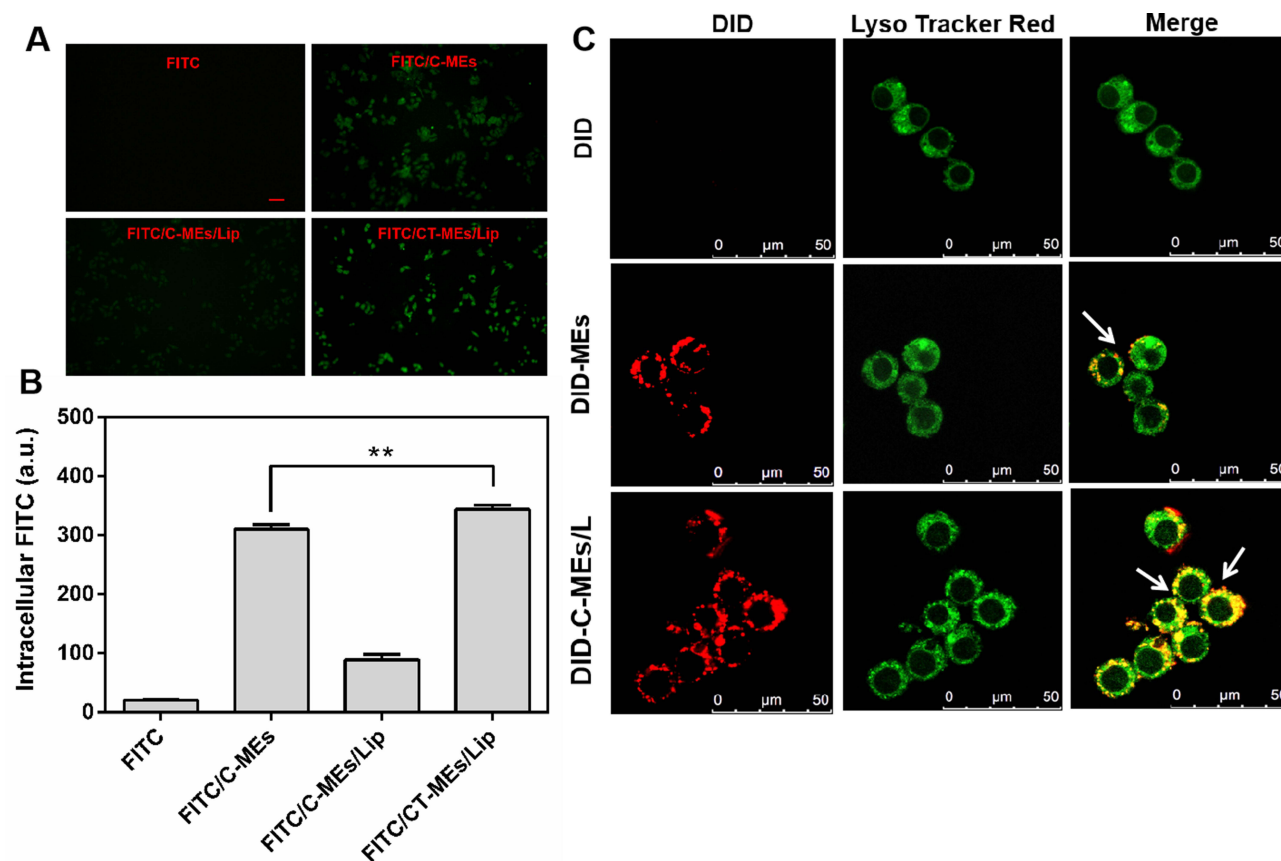 A
FITC
FITC/C-MEs
FITC/C-MEs/Lip
FITC/CT-MEs/Lip
B
Intracellular FITC (a.u.)
500
400
300
200
100
0
**
FITC
FITC/C-MEs
FITC/C-MEs/Lip
FITC/CT-MEs/Lip
C
DID
Lyso Tracker Red
Merge
DID
0 µm 50
0 µm 50
0 µm 50
DID-MEs
0 µm 50
0 µm 50
0 µm 50
DID-C-MEs/L
0 µm 50
0 µm 50
0 µm 50